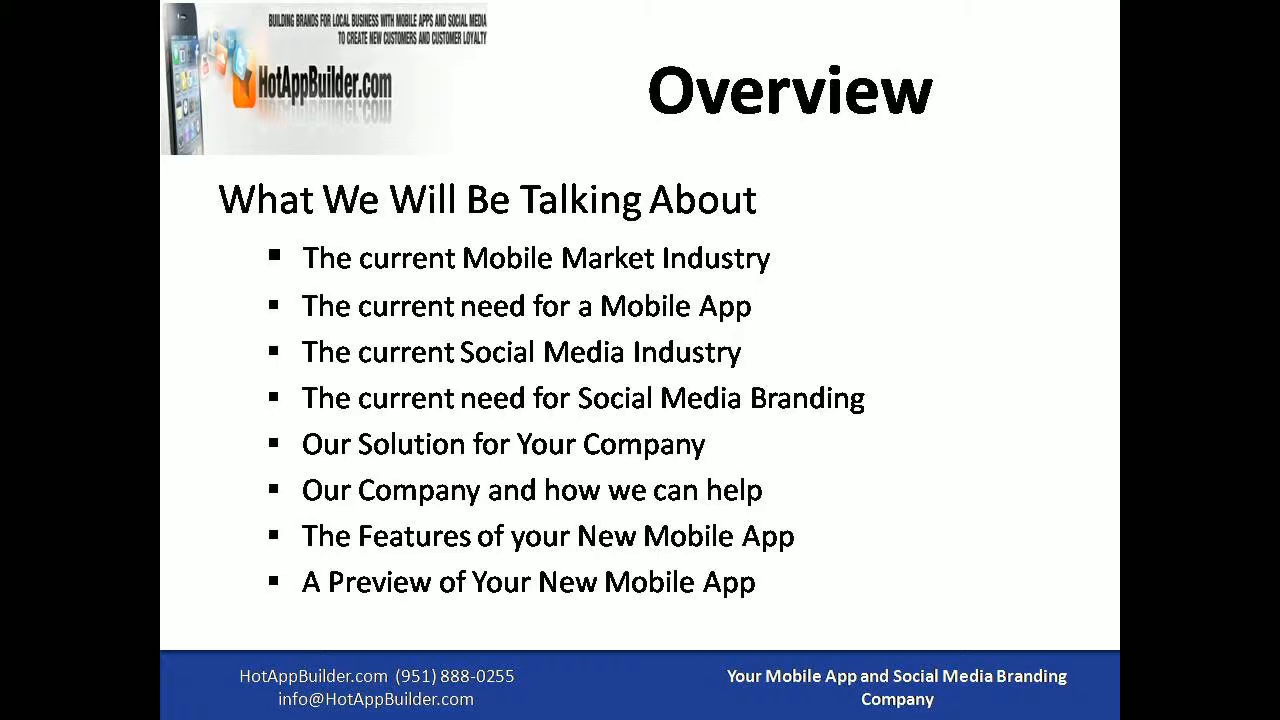 BUILDING BRANDS FOR LOCAL BUSINESS WITH MOBILE APPS AND SOCIAL MEDIA
TO CREATE NEW CUSTOMERS AND CUSTOMER LOYALTY
HotAppBuilder.com
Overview
What We Will Be Talking About
▪ The current Mobile Market Industry
▪ The current need for a Mobile App
▪ The current Social Media Industry
▪ The current need for Social Media Branding
▪ Our Solution for Your Company
▪ Our Company and how we can help
▪ The Features of your New Mobile App
▪ A Preview of Your New Mobile App
HotAppBuilder.com (951) 888-0255
info@HotAppBuilder.com
Your Mobile App and Social Media Branding
Company